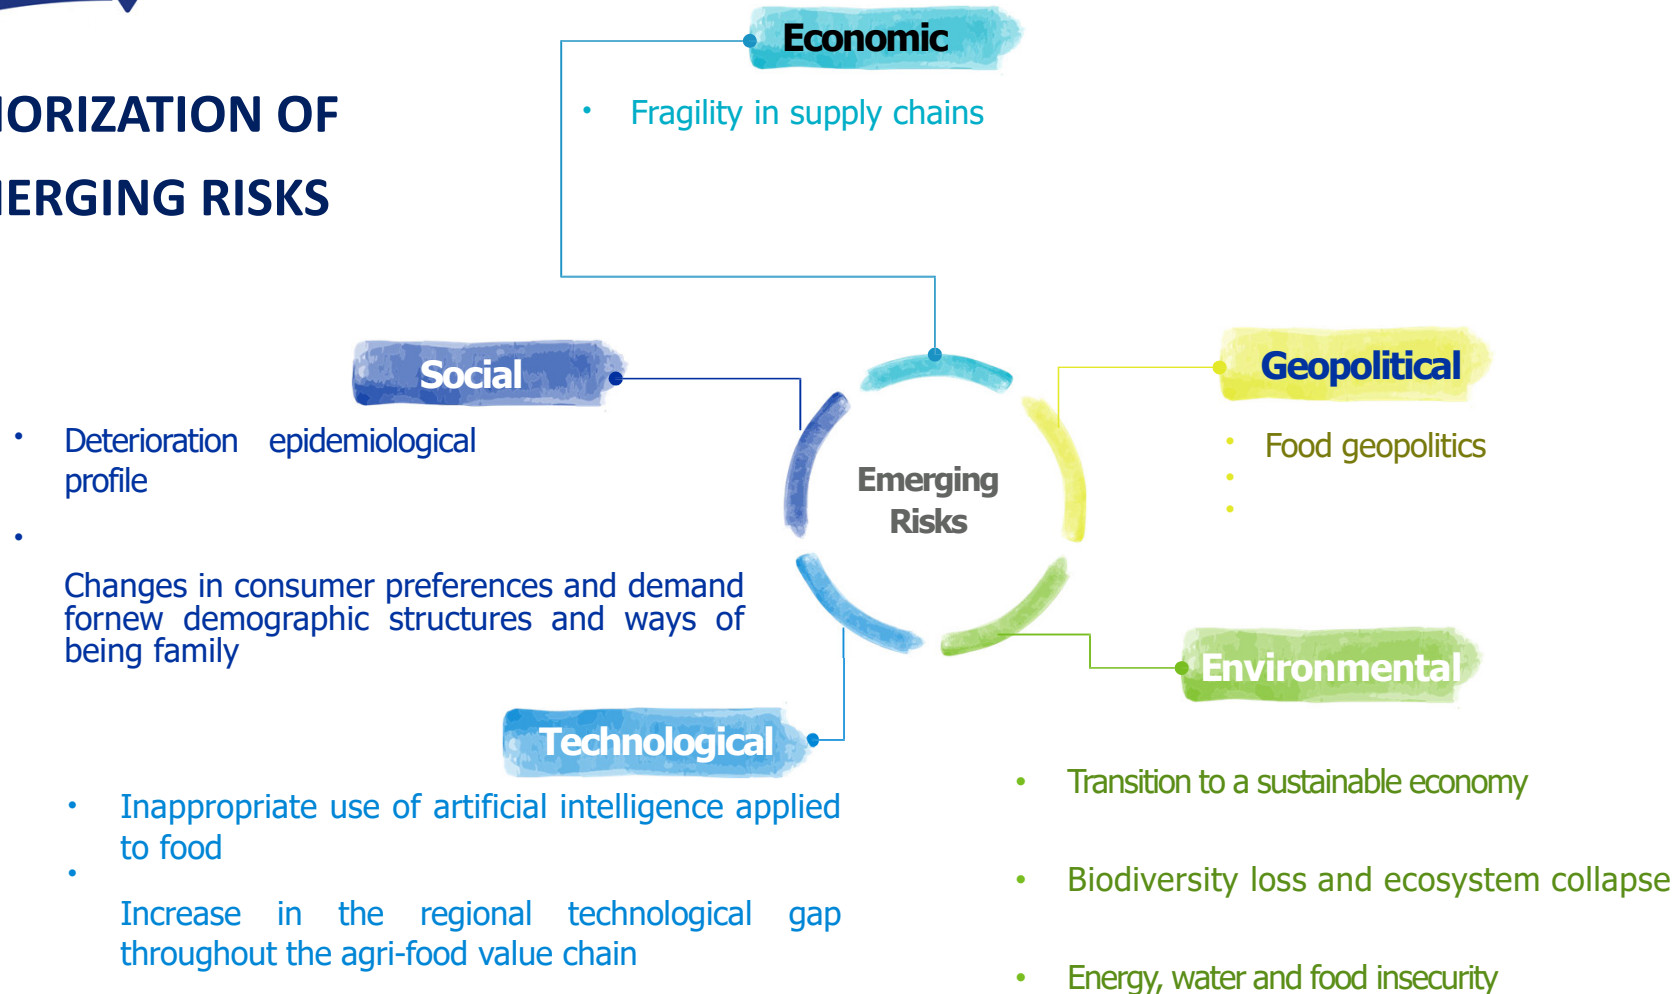 IORIZATION OF
MERGING RISKS
Economic
• Fragility in supply chains
Social
• Deterioration epidemiological
profile
•
Changes in consumer preferences and demand
fornew demographic structures and ways of
being family
Emerging
Risks
Geopolitical
• Food geopolitics
•
•
Technological
• Inappropriate use of artificial intelligence applied
to food
•
Increase in the regional technological gap
throughout the agri-food value chain
Environmental
• Transition to a sustainable economy
• Biodiversity loss and ecosystem collapse
• Energy, water and food insecurity